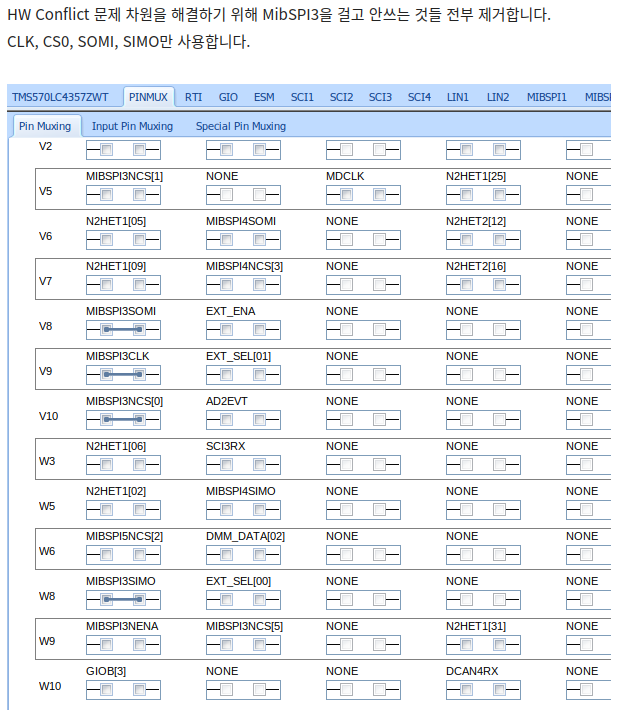 HW Conflict 문제 차원을 해결하기 위해 MibSPI3을 걸고 안쓰는 것들 전부 제거합니다.
CLK, CS0, SOMI, SIMO만 사용합니다.
TMS570LC4357ZWT PINMUX RTI GIO ESM SCI1 SCI2 SCI3 SCI4 LIN1 LIN2 MIBSPI1
Pin Muxing Input Pin Muxing Special Pin Muxing
V2
MIBSPI3NCS[1] NONE MDCLK N2HET1[25] NONE
V5
N2HET1[05] MIBSPI4SOMI NONE N2HET2[12] NONE
V6
N2HET1[09] MIBSPI4NCS[3] NONE N2HET2[16] NONE
V7
MIBSPI3SOMI EXT_ENA NONE NONE NONE
V8
MIBSPI3CLK EXT_SEL[01] NONE NONE NONE
V9
MIBSPI3NCS[0] AD2EVT NONE NONE NONE
V10
N2HET1[06] SCI3RX NONE NONE NONE
W3
N2HET1[02] MIBSPI4SIMO NONE NONE NONE
W5
MIBSPI5NCS[2] DMM_DATA[02] NONE NONE NONE
W6
MIBSPI3SIMO EXT_SEL[00] NONE NONE NONE
W8
MIBSPI3NENA MIBSPI3NCS[5] NONE N2HET1[31] NONE
W9
GIOB[3] NONE NONE DCAN4RX NONE
W10